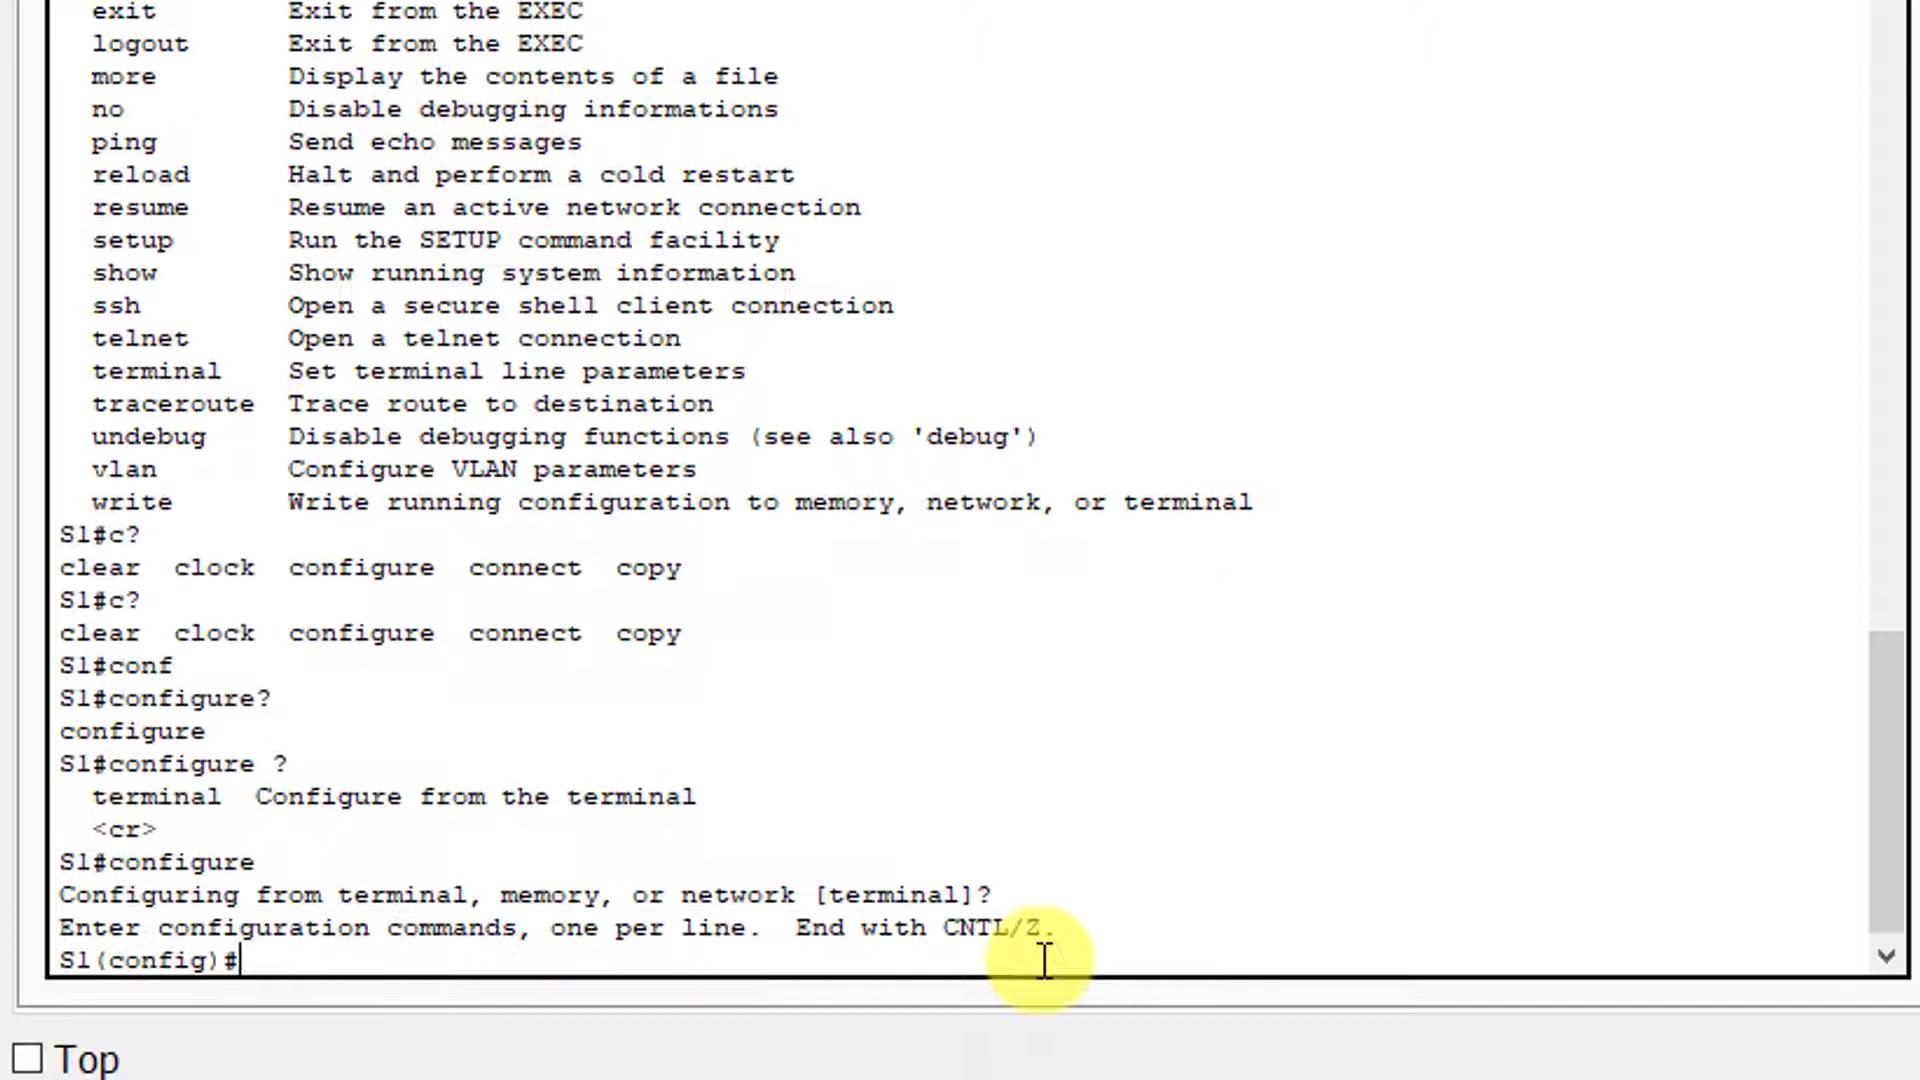 exit Exit from the EXEC
logout Exit from the EXEC
more Display the contents of a file
no Disable debugging informations
ping Send echo messages
reload Halt and perform a cold restart
resume Resume an active network connection
setup Run the SETUP command facility
show Show running system information
ssh Open a secure shell client connection
telnet Open a telnet connection
terminal Set terminal line parameters
traceroute Trace route to destination
undebug Disable debugging functions (see also 'debug')
vlan Configure VLAN parameters
write Write running configuration to memory, network, or terminal
S1#c?
clear clock configure connect copy
S1#c?
clear clock configure connect copy
S1#conf
S1#configure?
configure
S1#configure ?
terminal Configure from the terminal
<cr>
S1#configure
Configuring from terminal, memory, or network [terminal]?
Enter configuration commands, one per line. End with CNTL/Z.
S1(config)#
Top